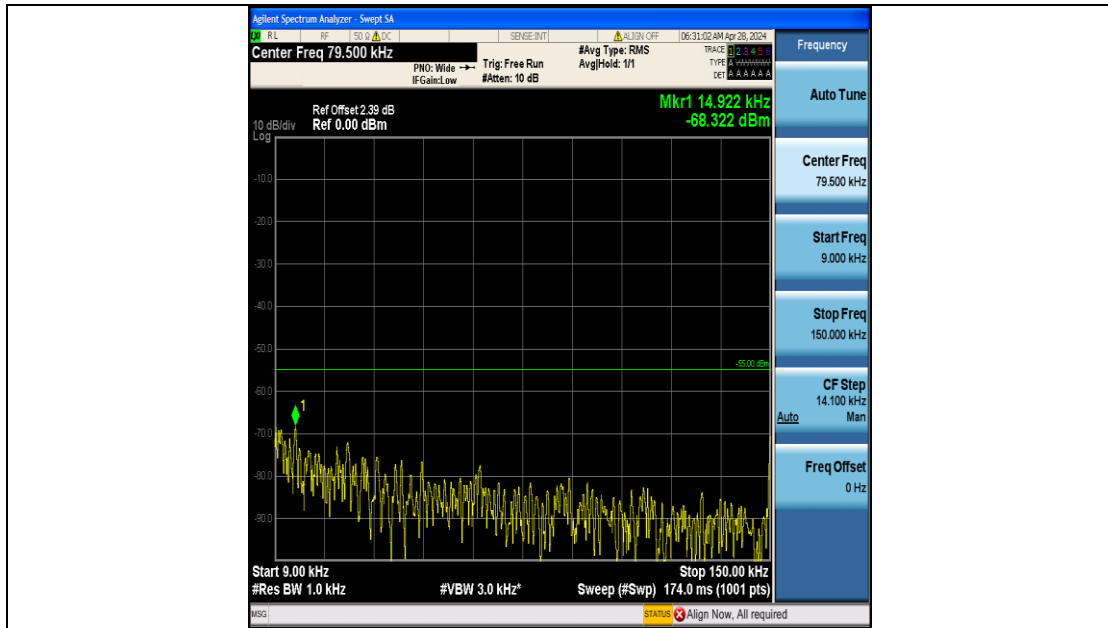 Agilent Spectrum Analyzer - Swept SA
RL RF 50 Ω DC SENSE:INT ALIGN OFF 06:31:02 AM Apr 28, 2024
Center Freq 79.500 kHz
PNO: Wide
IFGain:Low
Trig: Free Run
#Atten: 10 dB
#Avg Type: RMS
Avg|Hold: 1/1
TRACE 1 2 3 4 5 6
TYPE A
DET A A A A A A
Ref Offset 2.39 dB
10 dB/div Ref 0.00 dBm
Log
Mkr1 14.922 kHz
-68.322 dBm
-10.0
-20.0
-30.0
-40.0
-50.0
-55.00 dBm
-60.0
1
-70.0
-80.0
-90.0
Start 9.00 kHz Stop 150.00 kHz
#Res BW 1.0 kHz #VBW 3.0 kHz* Sweep (#Swp) 174.0 ms (1001 pts)
MSG STATUS Align Now, All required
Frequency
Auto Tune
Center Freq
79.500 kHz
Start Freq
9.000 kHz
Stop Freq
150.000 kHz
CF Step
14.100 kHz
Auto Man
Freq Offset
0 Hz